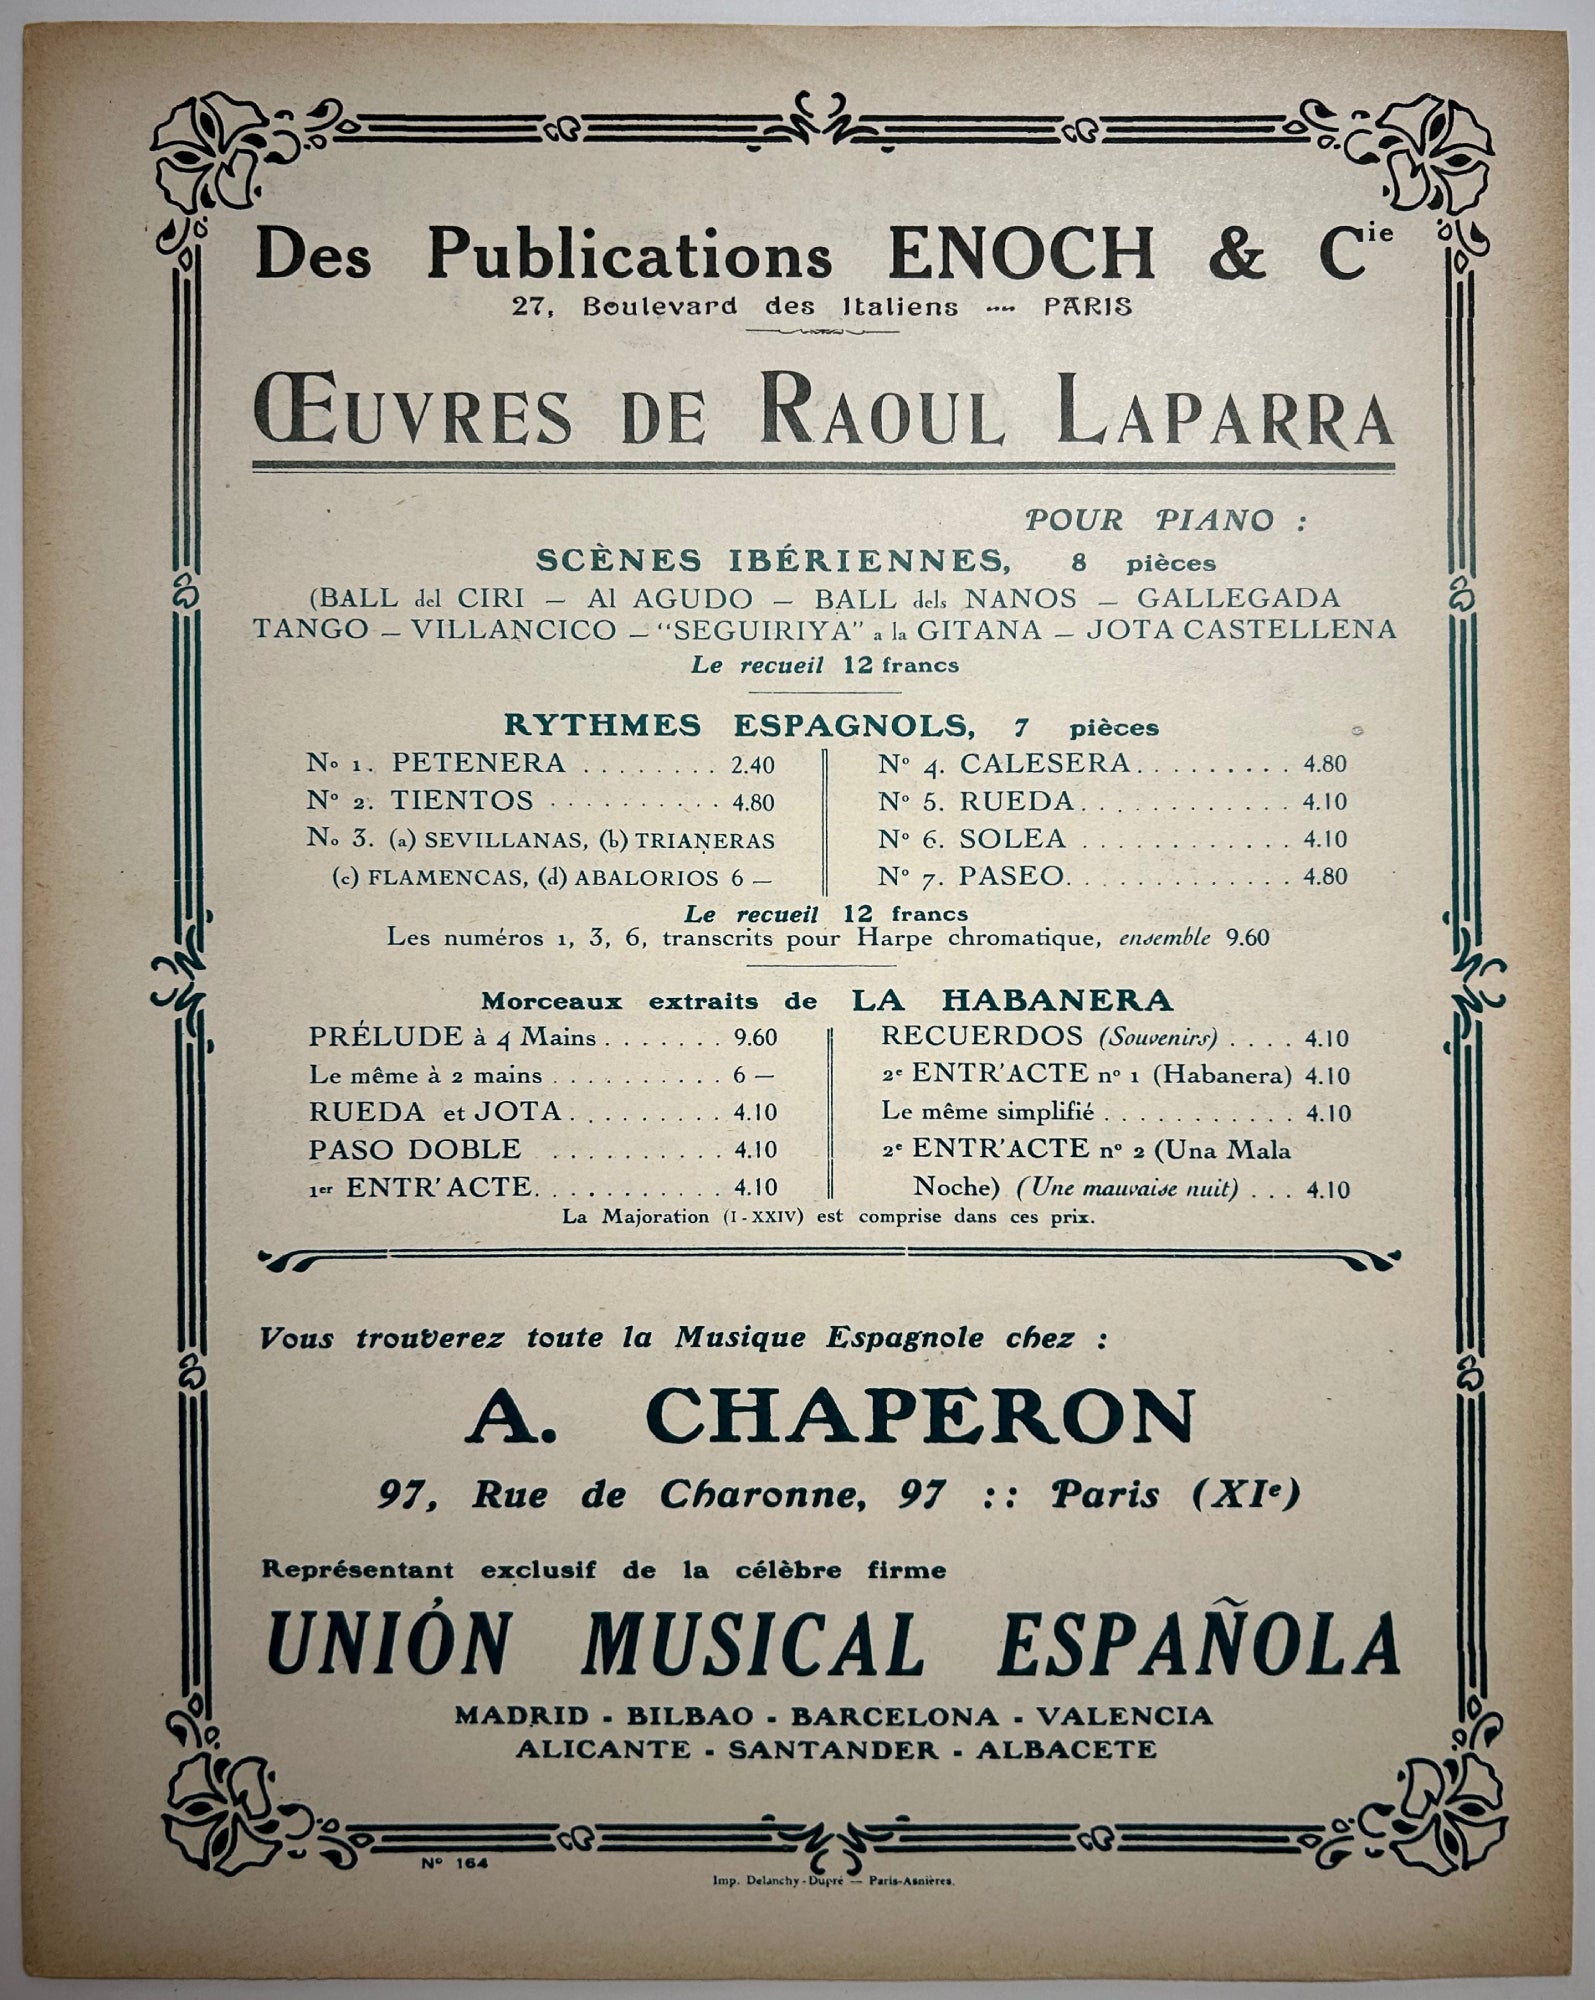 Des Publications ENOCH & Cie
27, Boulevard des Italiens -- PARIS
ŒUVRES DE RAOUL LAPARRA
POUR PIANO :
SCÈNES IBÉRIENNES, 8 pièces
(BALL del CIRI — Al AGUDO — BALL dels NANOS — GALLEGADA
TANGO — VILLANCICO — "SEGUIRIYA" a la GITANA — JOTA CASTELLENA
Le recueil 12 francs
RYTHMES ESPAGNOLS, 7 pièces
No 1. PETENERA ........ 2.40
No 2. TIENTOS ......... 4.80
No 3. (a) SEVILLANAS, (b) TRIANERAS
(c) FLAMENCAS, (d) ABALORIOS 6 —
No 4. CALESERA......... 4.80
No 5. RUEDA............ 4.10
No 6. SOLEA ............ 4.10
No 7. PASEO............. 4.80
Le recueil 12 francs
Les numéros 1, 3, 6, transcrits pour Harpe chromatique, ensemble 9.60
Morceaux extraits de LA HABANERA
PRÉLUDE à 4 Mains ....... 9.60
Le même à 2 mains .......... 6 —
RUEDA et JOTA......... 4.10
PASO DOBLE .......... 4.10
1er ENTR'ACTE........... 4.10
RECUERDOS (Souvenirs) .... 4.10
2e ENTR'ACTE no 1 (Habanera) 4.10
Le même simplifié ........... 4.10
2e ENTR'ACTE no 2 (Una Mala
Noche) (Une mauvaise nuit) ... 4.10
La Majoration (I-XXIV) est comprise dans ces prix.
Vous trouverez toute la Musique Espagnole chez :
A. CHAPERON
97, Rue de Charonne, 97 :: Paris (XIe)
Représentant exclusif de la célèbre firme
UNIÓN MUSICAL ESPAÑOLA
MADRID - BILBAO - BARCELONA - VALENCIA
ALICANTE - SANTANDER - ALBACETE
No 164
Imp. Delanchy-Dupré — Paris-Asnières.